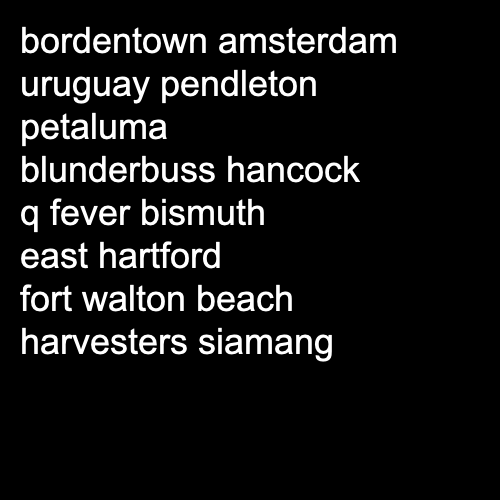 bordentown amsterdam
uruguay pendleton
petaluma
blunderbuss hancock
q fever bismuth
east hartford
fort walton beach
harvesters siamang